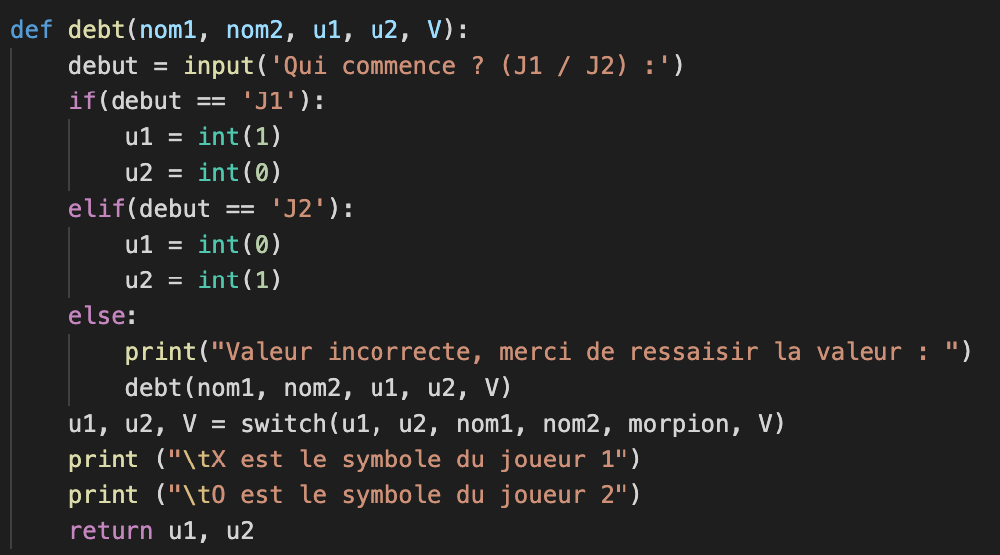 def debt(nom1, nom2, u1, u2, V):
    debut = input('Qui commence ? (J1 / J2) :')
    if(debut == 'J1'):
        u1 = int(1)
        u2 = int(0)
    elif(debut == 'J2'):
        u1 = int(0)
        u2 = int(1)
    else:
        print("Valeur incorrecte, merci de ressaisir la valeur : ")
        debt(nom1, nom2, u1, u2, V)
    u1, u2, V = switch(u1, u2, nom1, nom2, morpion, V)
    print ("\tX est le symbole du joueur 1")
    print ("\tO est le symbole du joueur 2")
    return u1, u2